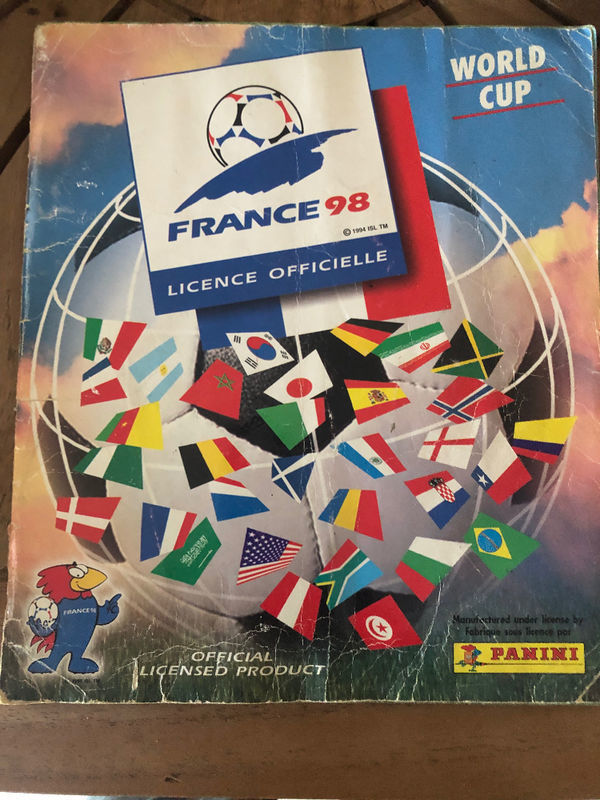 WORLD
CUP
FRANCE 98
© 1994 ISL TM
LICENCE OFFICIELLE
FRANCE 98
OFFICIAL
LICENSED PRODUCT
Manufactured under license by
Fabriqué sous licence par
PANINI